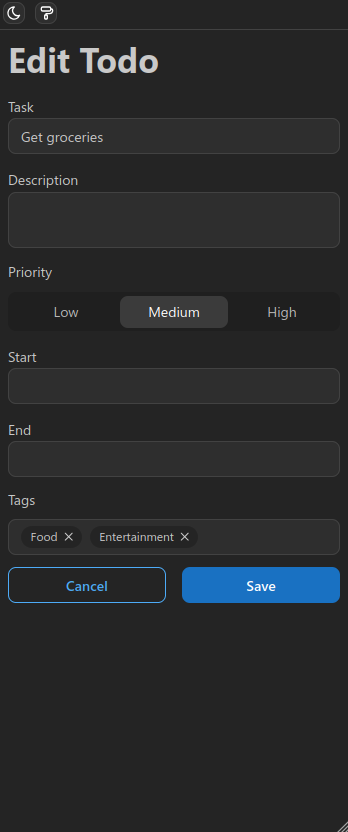 Edit Todo
Task
Get groceries
Description
Priority
Low Medium High
Start
End
Tags
Food Entertainment
Cancel Save